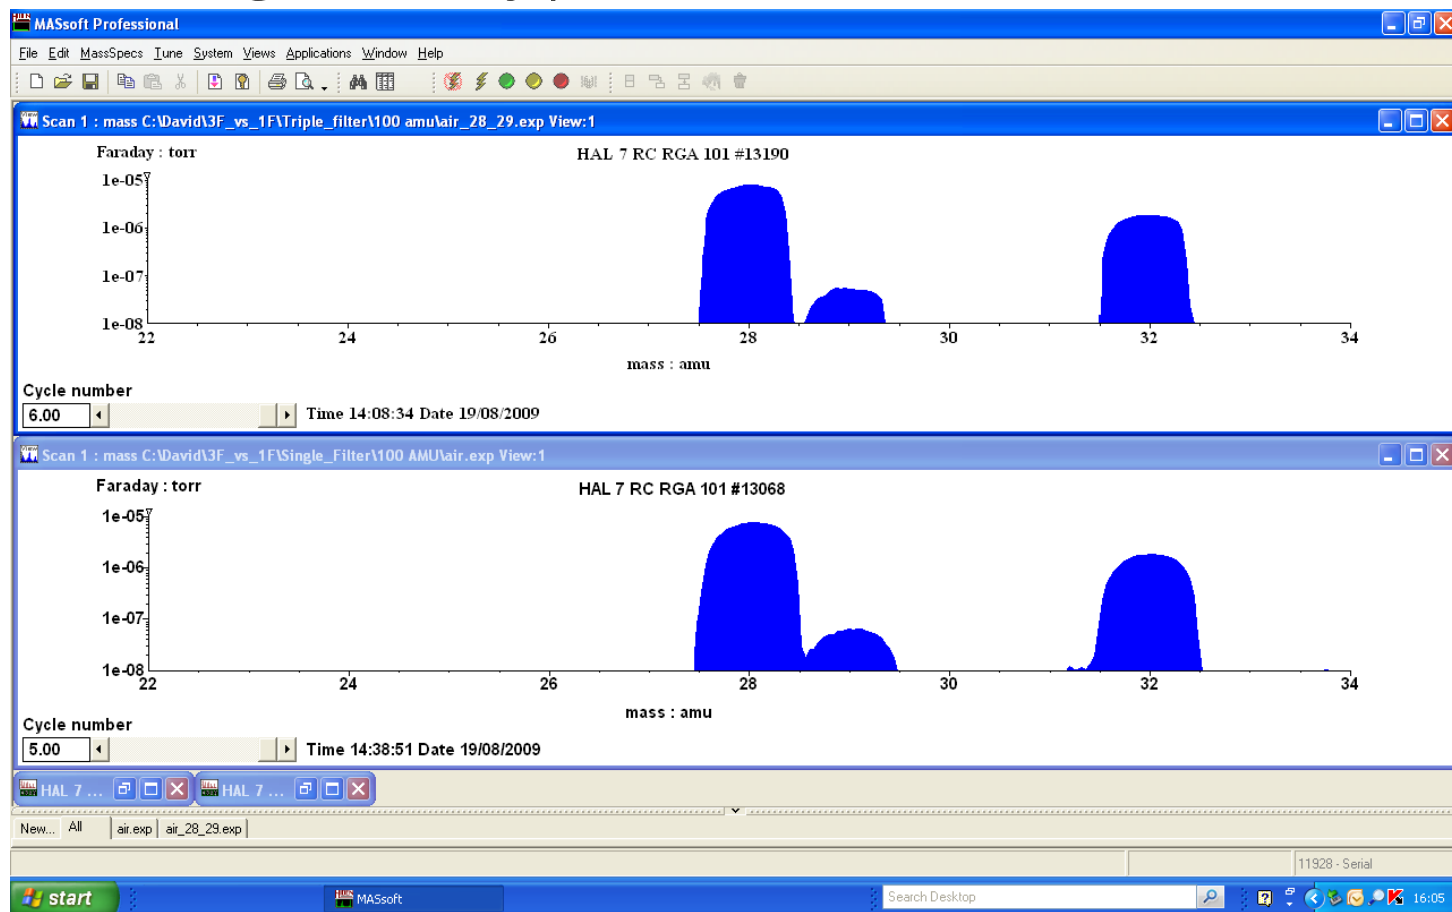 MASsoft Professional
File Edit MassSpecs Tune System Views Applications Window Help
Scan 1 : mass C:\David\3F_vs_1F\Triple_filter\100 amu\air_28_29.exp View:1
Faraday : torr
HAL 7 RC RGA 101 #13190
1e-05
1e-06
1e-07
1e-08
22 24 26 28 30 32 34
mass : amu
Cycle number
6.00 Time 14:08:34 Date 19/08/2009
Scan 1 : mass C:\David\3F_vs_1F\Single_Filter\100 AMU\air.exp View:1
Faraday : torr
HAL 7 RC RGA 101 #13068
1e-05
1e-06
1e-07
1e-08
22 24 26 28 30 32 34
mass : amu
Cycle number
5.00 Time 14:38:51 Date 19/08/2009
HAL 7 ... HAL 7 ...
New... All air.exp air_28_29.exp
11928 - Serial
start MASsoft Search Desktop 16:05